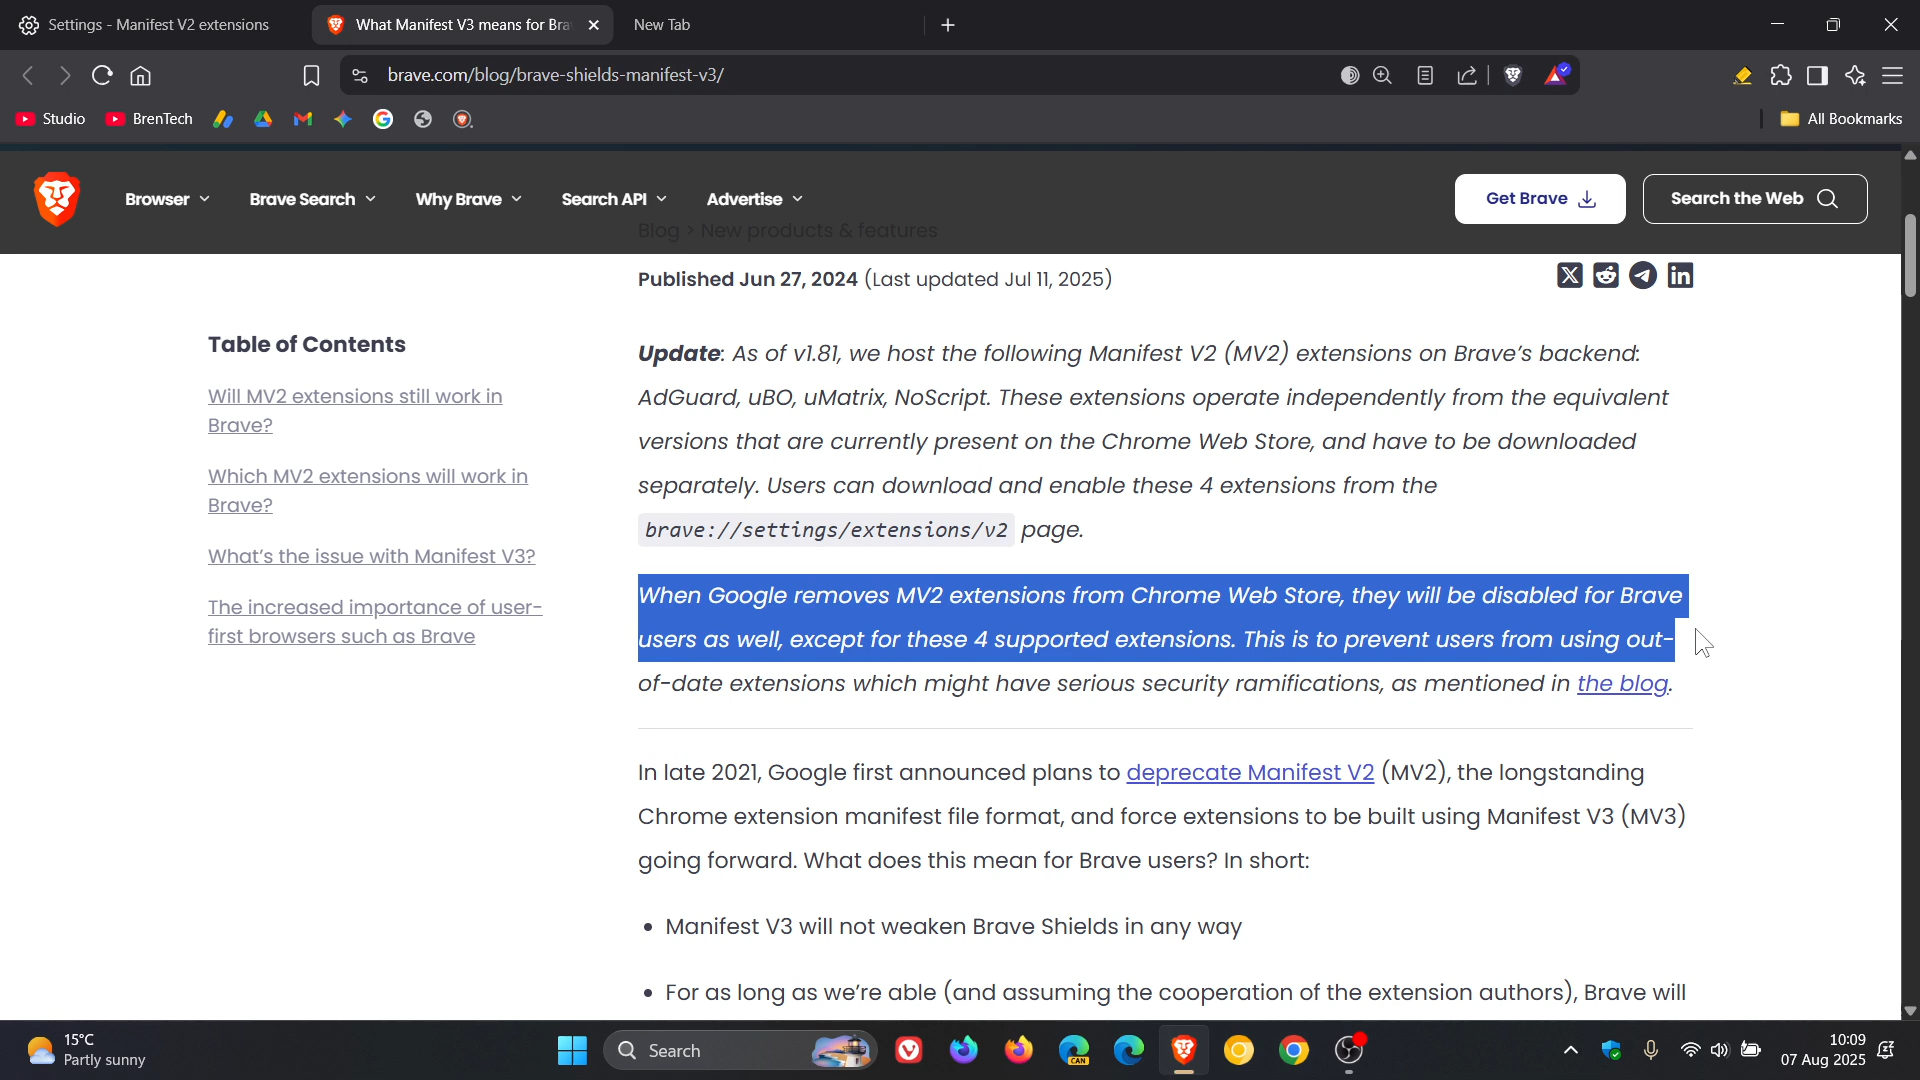 Settings - Manifest V2 extensions
What Manifest V3 means for Bra
New Tab
brave.com/blog/brave-shields-manifest-v3/
Studio
BrenTech
All Bookmarks
Browser
Brave Search
Why Brave
Search API
Advertise
Get Brave
Search the Web
Blog > New products & features
Published Jun 27, 2024 (Last updated Jul 11, 2025)
Table of Contents
Will MV2 extensions still work in
Brave?
Which MV2 extensions will work in
Brave?
What's the issue with Manifest V3?
The increased importance of user-
first browsers such as Brave
Update: As of v1.81, we host the following Manifest V2 (MV2) extensions on Brave's backend:
AdGuard, uBO, uMatrix, NoScript. These extensions operate independently from the equivalent
versions that are currently present on the Chrome Web Store, and have to be downloaded
separately. Users can download and enable these 4 extensions from the
brave://settings/extensions/v2 page.
When Google removes MV2 extensions from Chrome Web Store, they will be disabled for Brave
users as well, except for these 4 supported extensions. This is to prevent users from using out-
of-date extensions which might have serious security ramifications, as mentioned in the blog.
In late 2021, Google first announced plans to deprecate Manifest V2 (MV2), the longstanding
Chrome extension manifest file format, and force extensions to be built using Manifest V3 (MV3)
going forward. What does this mean for Brave users? In short:
• Manifest V3 will not weaken Brave Shields in any way
• For as long as we're able (and assuming the cooperation of the extension authors), Brave will
15°C
Partly sunny
Search
CAN
10:09
07 Aug 2025